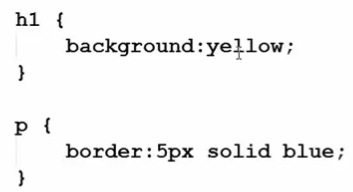 h1 {
background:yellow;
}
p {
border:5px solid blue;
}